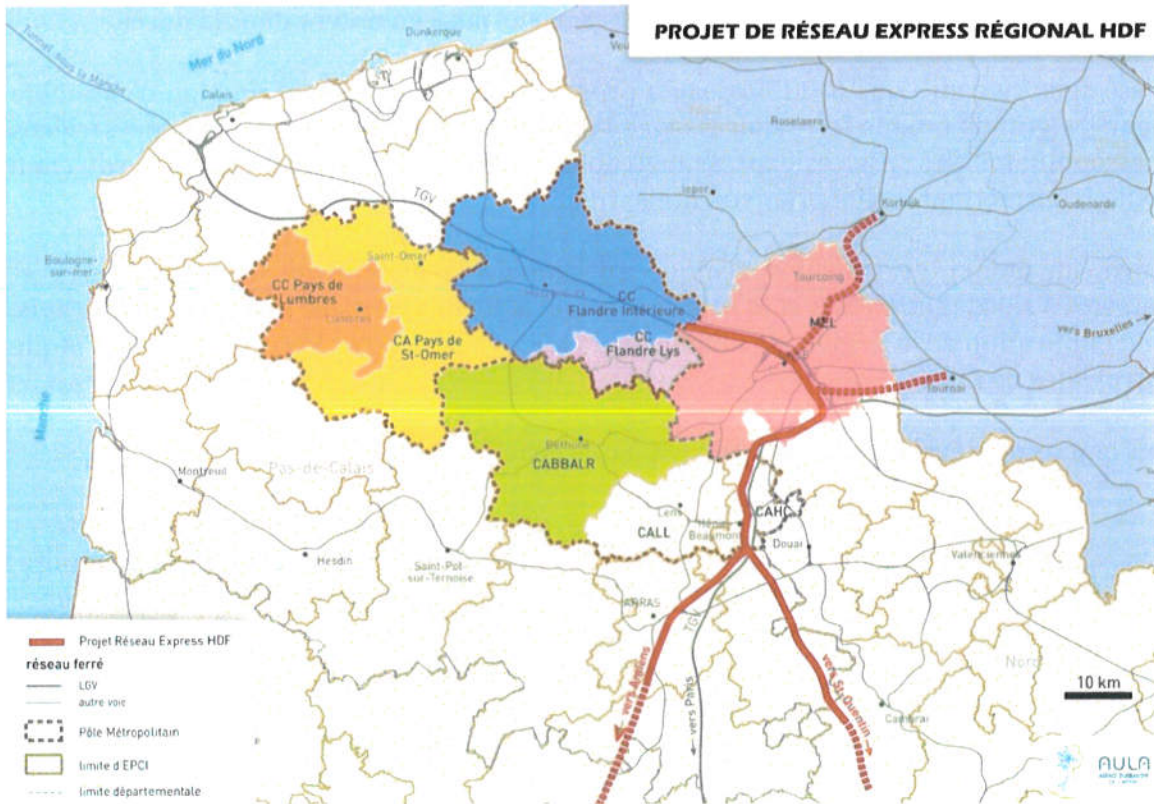 PROJET DE RÉSEAU EXPRESS RÉGIONAL HDF
Tunnel sous la Manche
Mer du Nord
Dunkerque
Calais
Roselaere
Ieper
Kortrijk
Oudenarde
TGV
Boulogne-
sur-mer
Saint-Omer
CC Pays de
Lumbres
Lumbres
CA Pays de
St-Omer
CC
Flandre Intérieure
CC
Flandre Lys
Tourcoing
MEL
vers Bruxelles
Tournai
Manche
Montreuil
Pas-de-Calais
Béthune
CABBALR
Lens
CALL
Hénin
Beaumont
CAHC
Douai
Valenciennes
Hesdin
Saint-Pol
sur-Ternoise
ARRAS
TGV
Nord
Cambrai
vers Amiens
vers Paris
vers St Quentin
10 km
Projet Réseau Express HDF
réseau ferré
LGV
autre voie
Pôle Métropolitain
limite d'EPCI
limite départementale
AULA